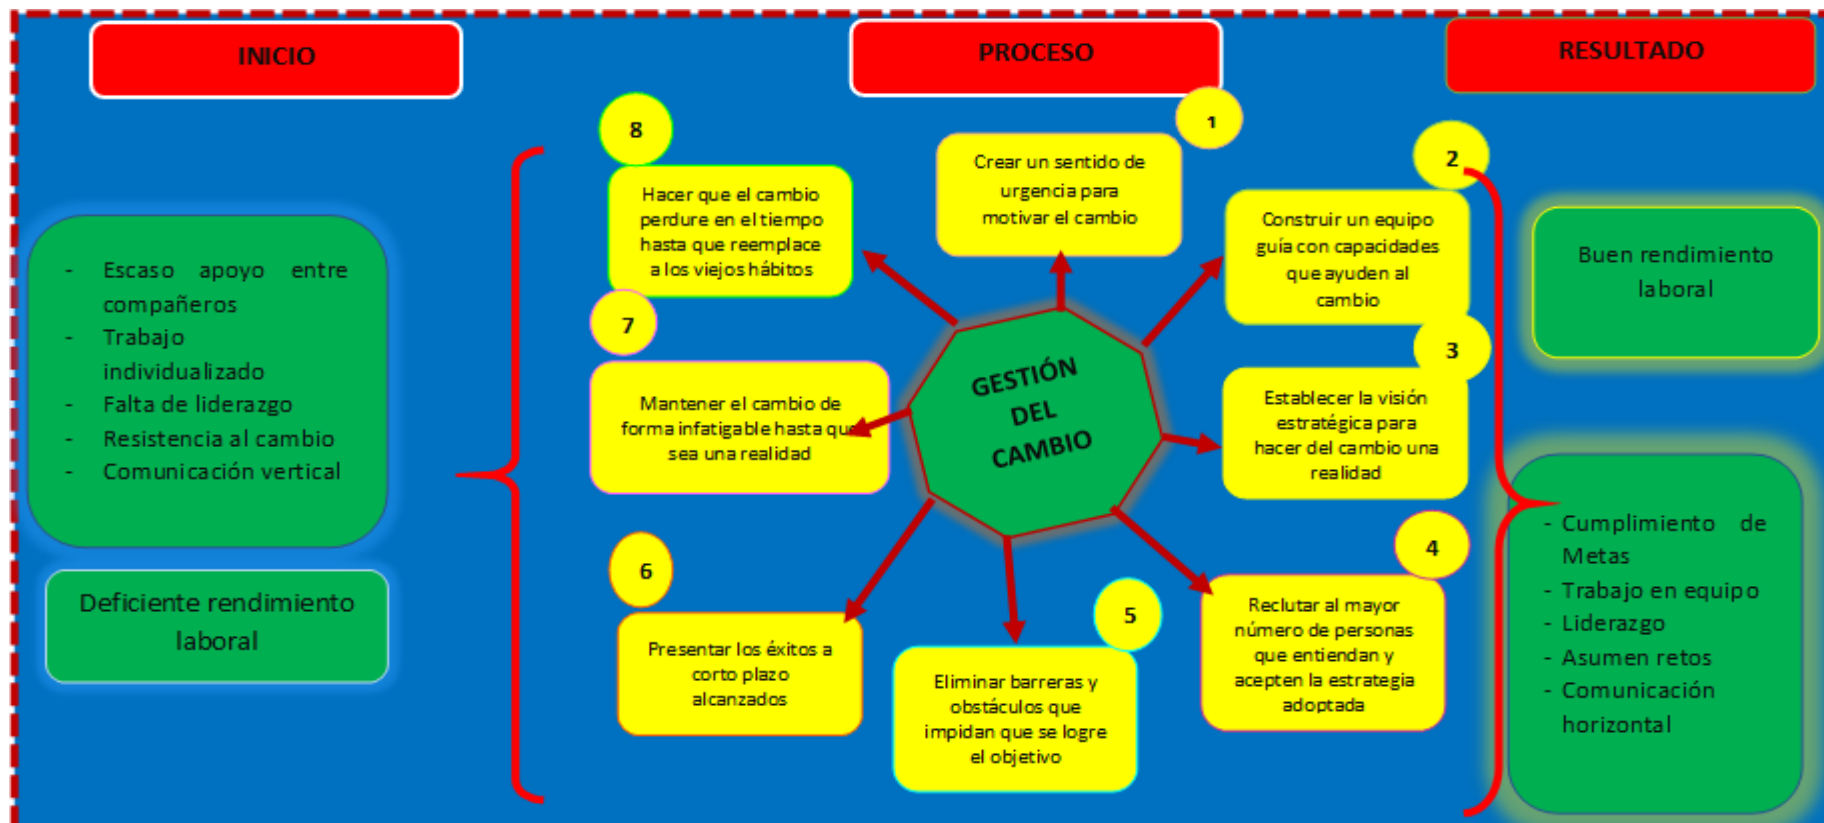 INICIO
PROCESO
RESULTADO
- Escaso apoyo entre
compañeros
- Trabajo
individualizado
- Falta de liderazgo
- Resistencia al cambio
- Comunicación vertical
Deficiente rendimiento
laboral
GESTIÓN
DEL
CAMBIO
1
Crear un sentido de
urgencia para
motivar el cambio
2
Construir un equipo
guía con capacidades
que ayuden al
cambio
3
Establecer la visión
estratégica para
hacer del cambio una
realidad
4
Reclutar al mayor
número de personas
que entiendan y
acepten la estrategia
adoptada
5
Eliminar barreras y
obstáculos que
impidan que se logre
el objetivo
6
Presentar los éxitos a
corto plazo
alcanzados
7
Mantener el cambio de
forma infatigable hasta que
sea una realidad
8
Hacer que el cambio
perdure en el tiempo
hasta que reemplace
a los viejos hábitos
Buen rendimiento
laboral
- Cumplimiento de
Metas
- Trabajo en equipo
- Liderazgo
- Asumen retos
- Comunicación
horizontal